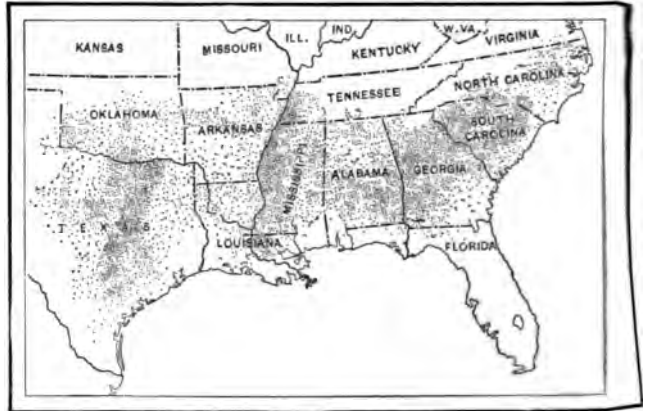 KANSAS
MISSOURI
ILL.
IND.
KENTUCKY
W.VA.
VIRGINIA
OKLAHOMA
ARKANSAS
TENNESSEE
NORTH CAROLINA
SOUTH
CAROLINA
TEXAS
LOUISIANA
MISSISSIPPI
ALABAMA
GEORGIA
FLORIDA